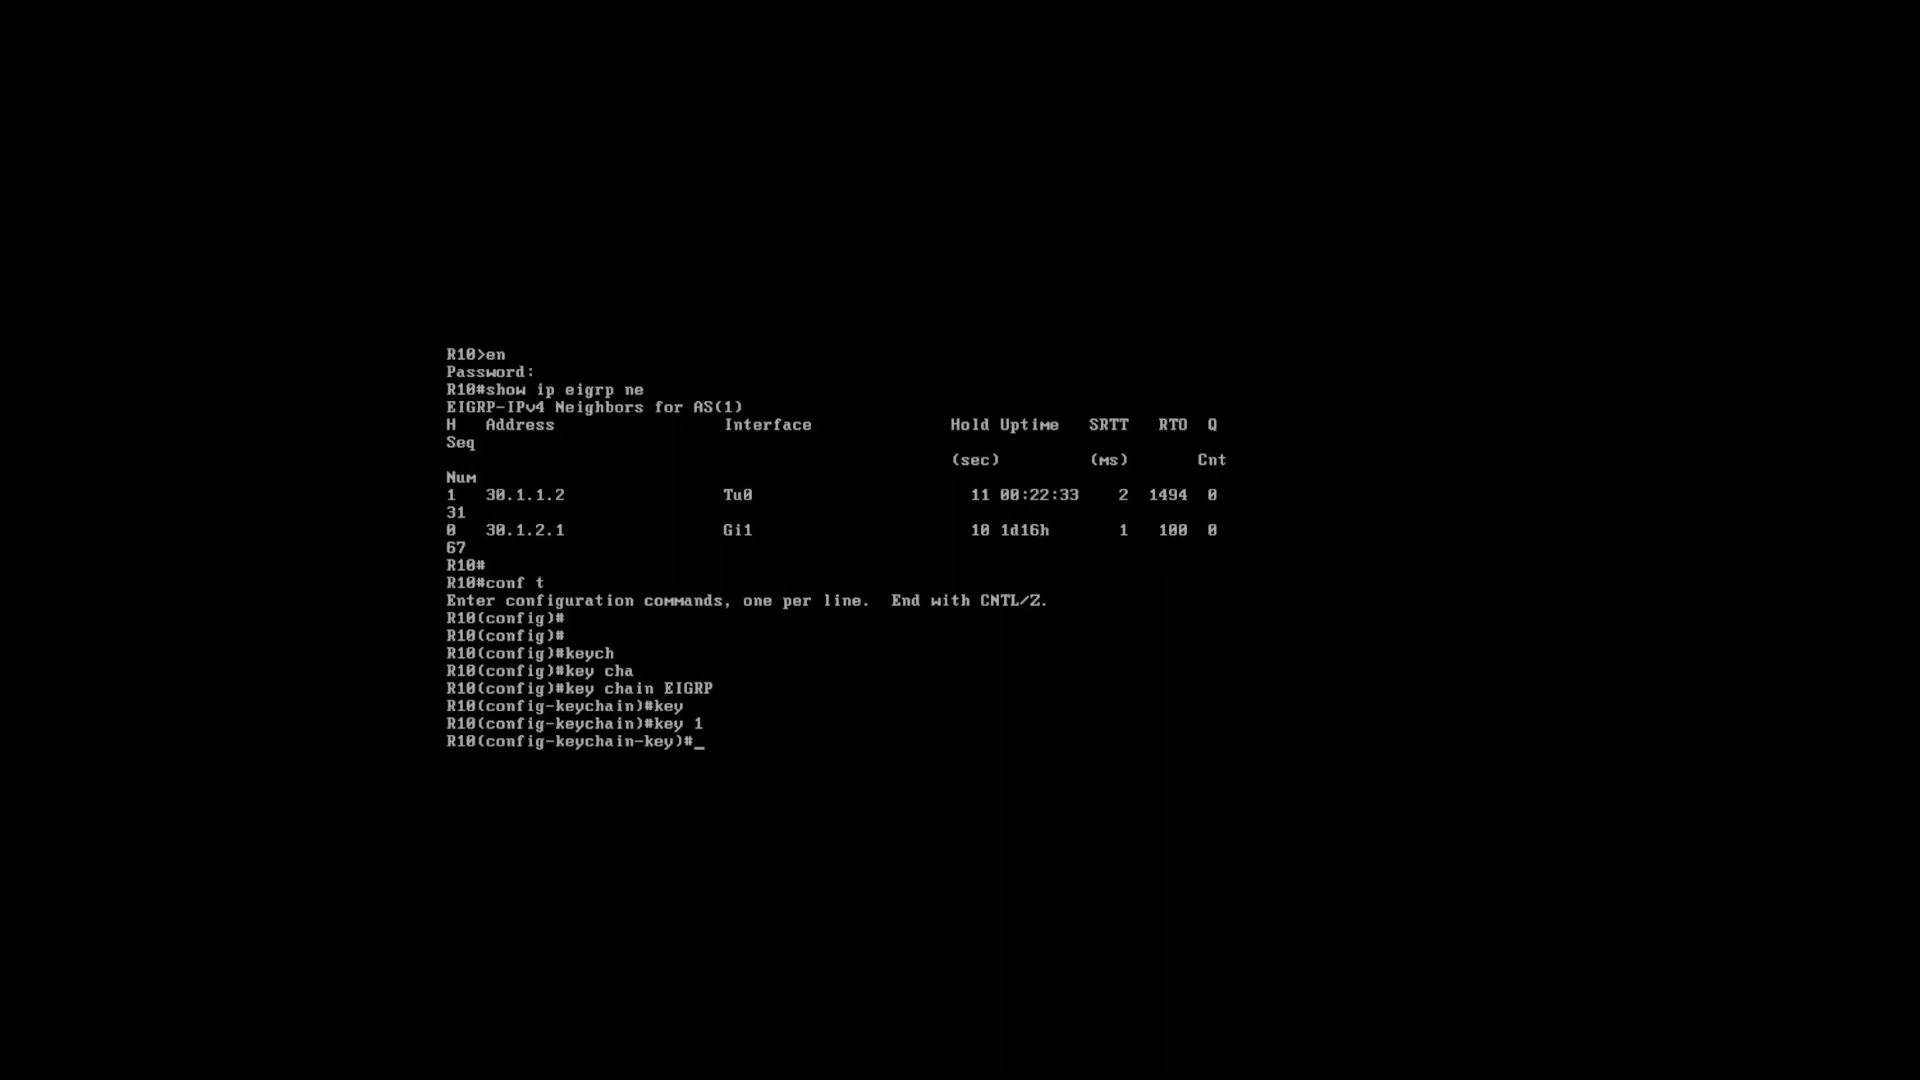 R10>en
Password:
R10#show ip eigrp ne
EIGRP-IPv4 Neighbors for AS(1)
H   Address                 Interface              Hold Uptime   SRTT   RTO  Q
Seq
                                                   (sec)         (ms)       Cnt
Num
1   30.1.1.2                Tu0                      11 00:22:33    2  1494  0
31
0   30.1.2.1                Gi1                      10 1d16h       1   100  0
67
R10#
R10#conf t
Enter configuration commands, one per line.  End with CNTL/Z.
R10(config)#
R10(config)#
R10(config)#keych
R10(config)#key cha
R10(config)#key chain EIGRP
R10(config-keychain)#key
R10(config-keychain)#key 1
R10(config-keychain-key)#_